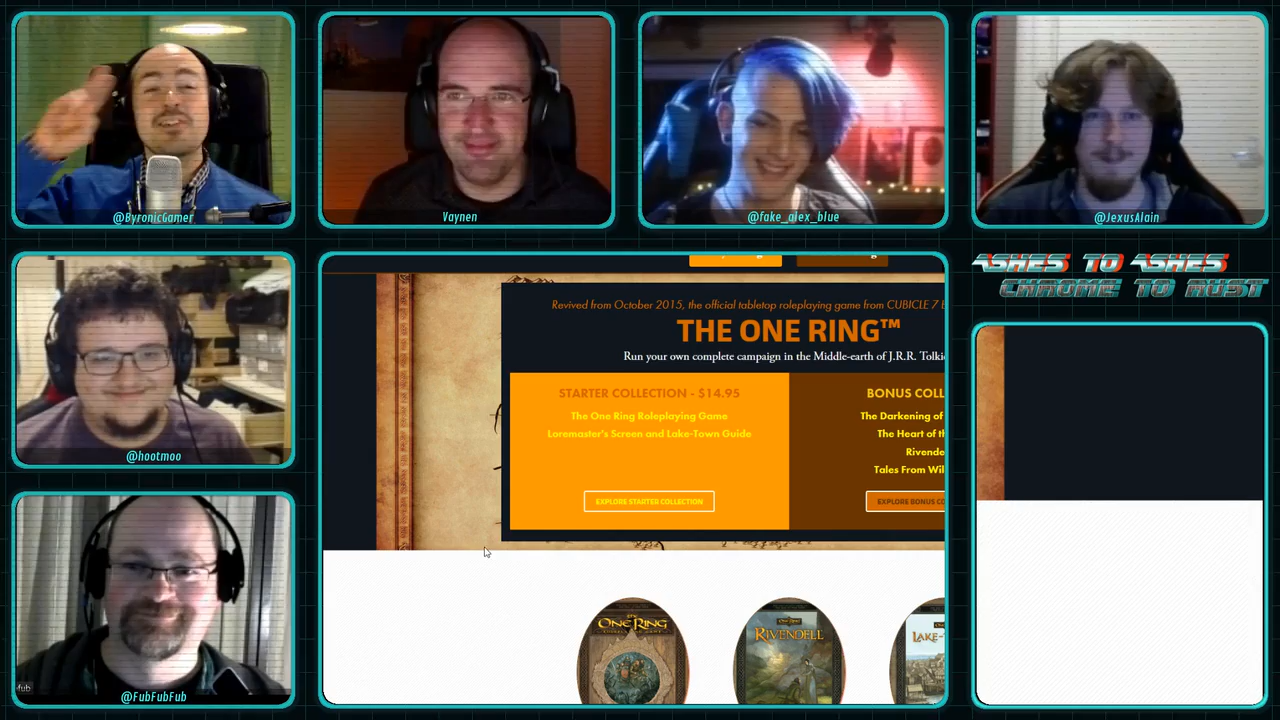 @ByronicGamer
Vaynen
@fake_alex_blue
@JexusAlain
@hootmoo
@FubFubFub
ASHES TO ASHES
CHROME TO RUST
Revived from October 2015, the official tabletop roleplaying game from CUBICLE 7
THE ONE RING™
Run your own complete campaign in the Middle-earth of J.R.R.
STARTER COLLECTION - $14.95
The One Ring Roleplaying Game
Loremaster's Screen and Lake-Town Guide
EXPLORE STARTER COLLECTION
BONUS COLL
The Darkening of
The Heart of th
Rivende
Tales From Wil
EXPLORE BONUS CO
THE ONE RING
RIVENDELL
LAKE-